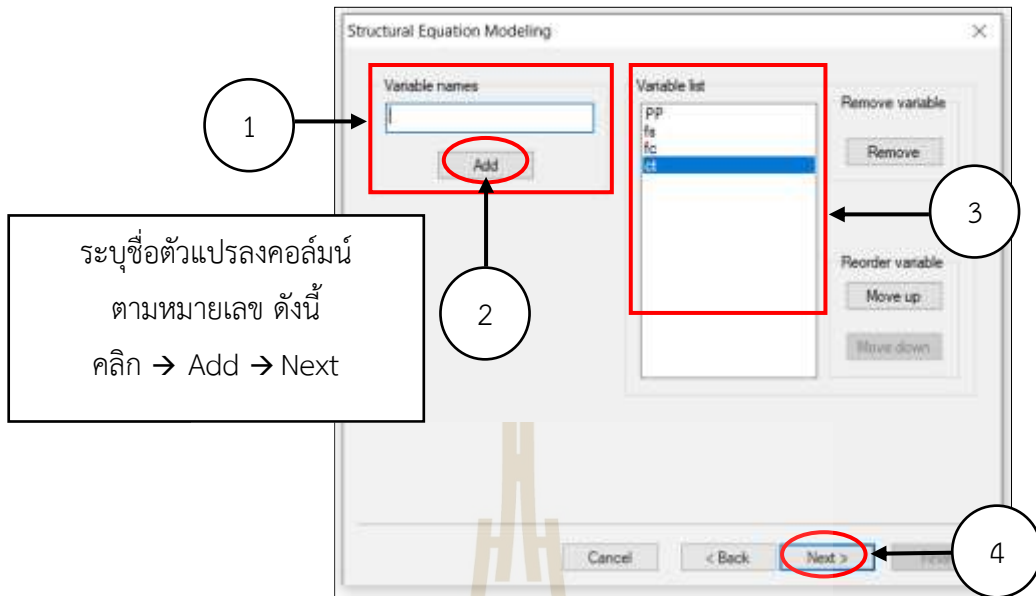 Structural Equation Modeling
Variable names
Add
Variable list
PP
fs
fc
ct
Remove variable
Remove
Reorder variable
Move up
Move down
Cancel
< Back
Next >
1
2
3
4
ระบุชื่อตัวแปรลงคอล์มน์
ตามหมายเลข ดังนี้
คลิก → Add → Next